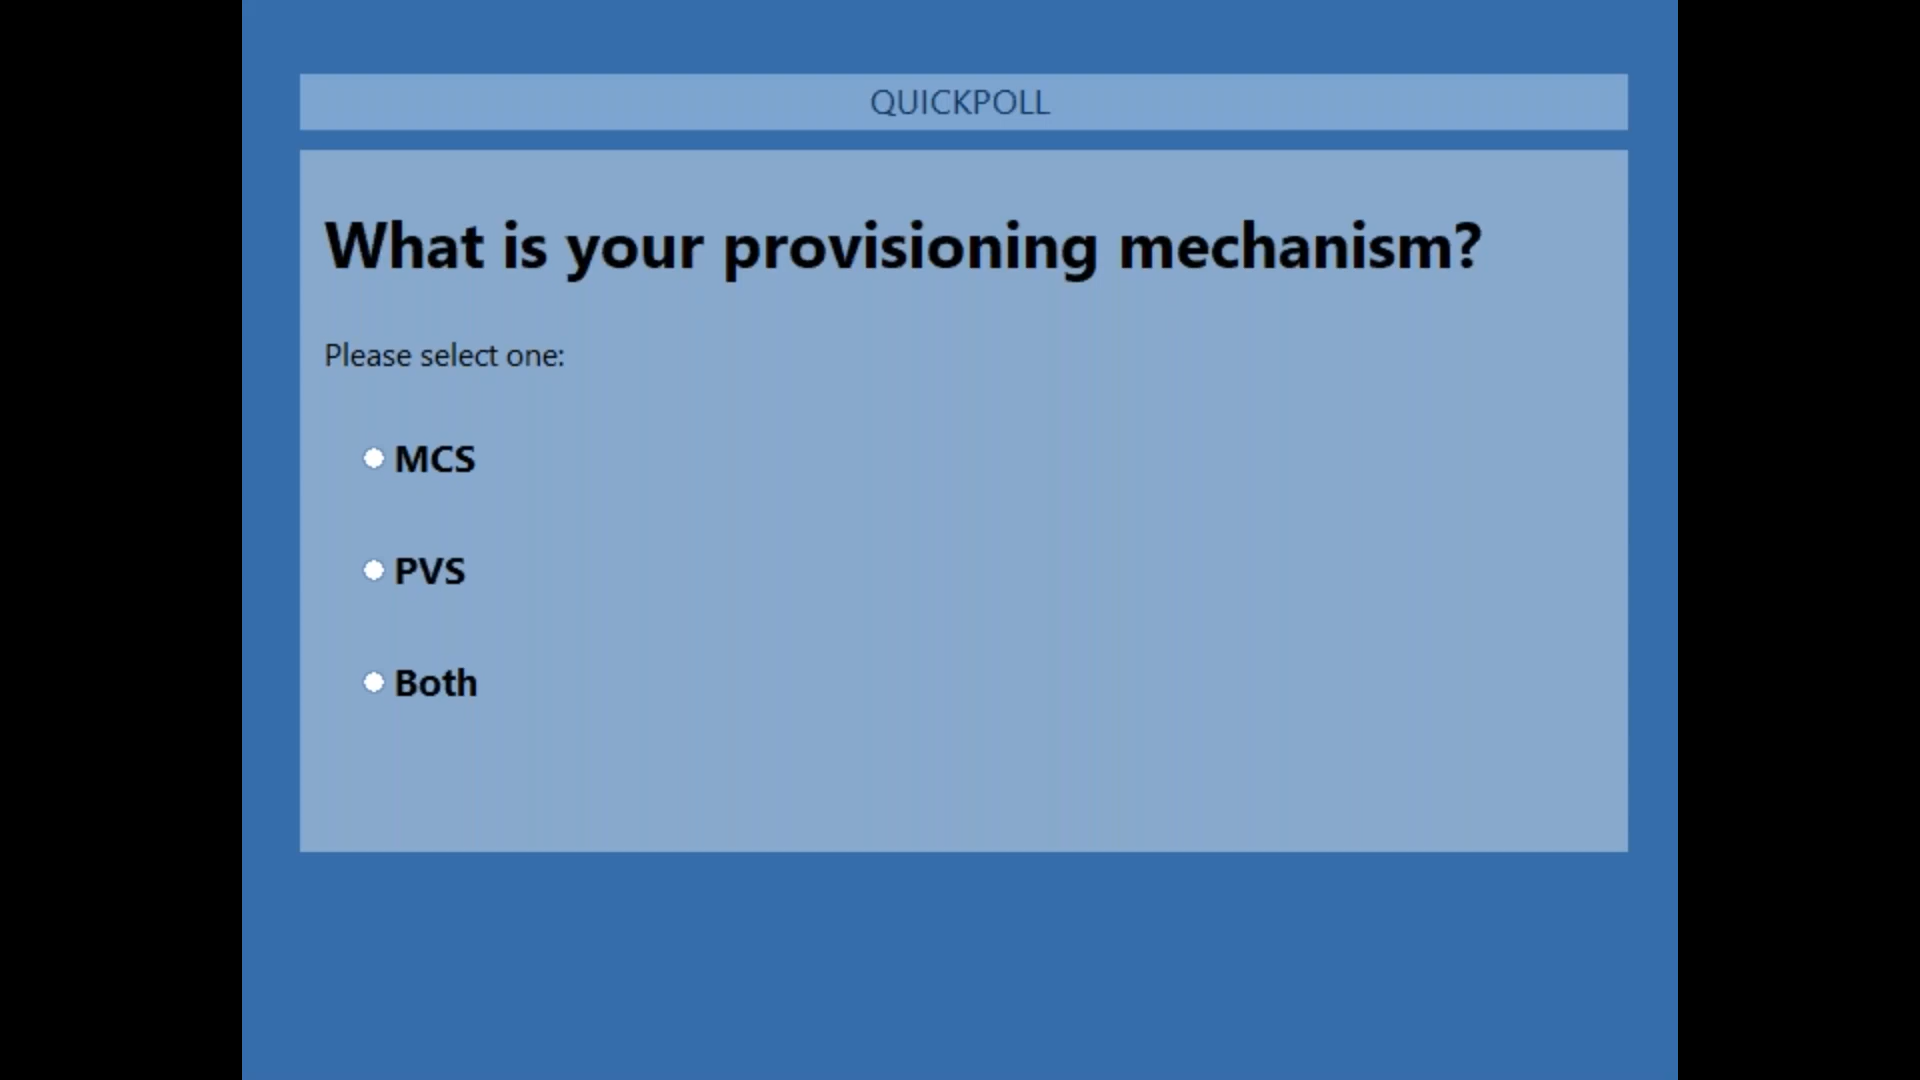 QUICKPOLL
What is your provisioning mechanism?
Please select one:
MCS
PVS
Both